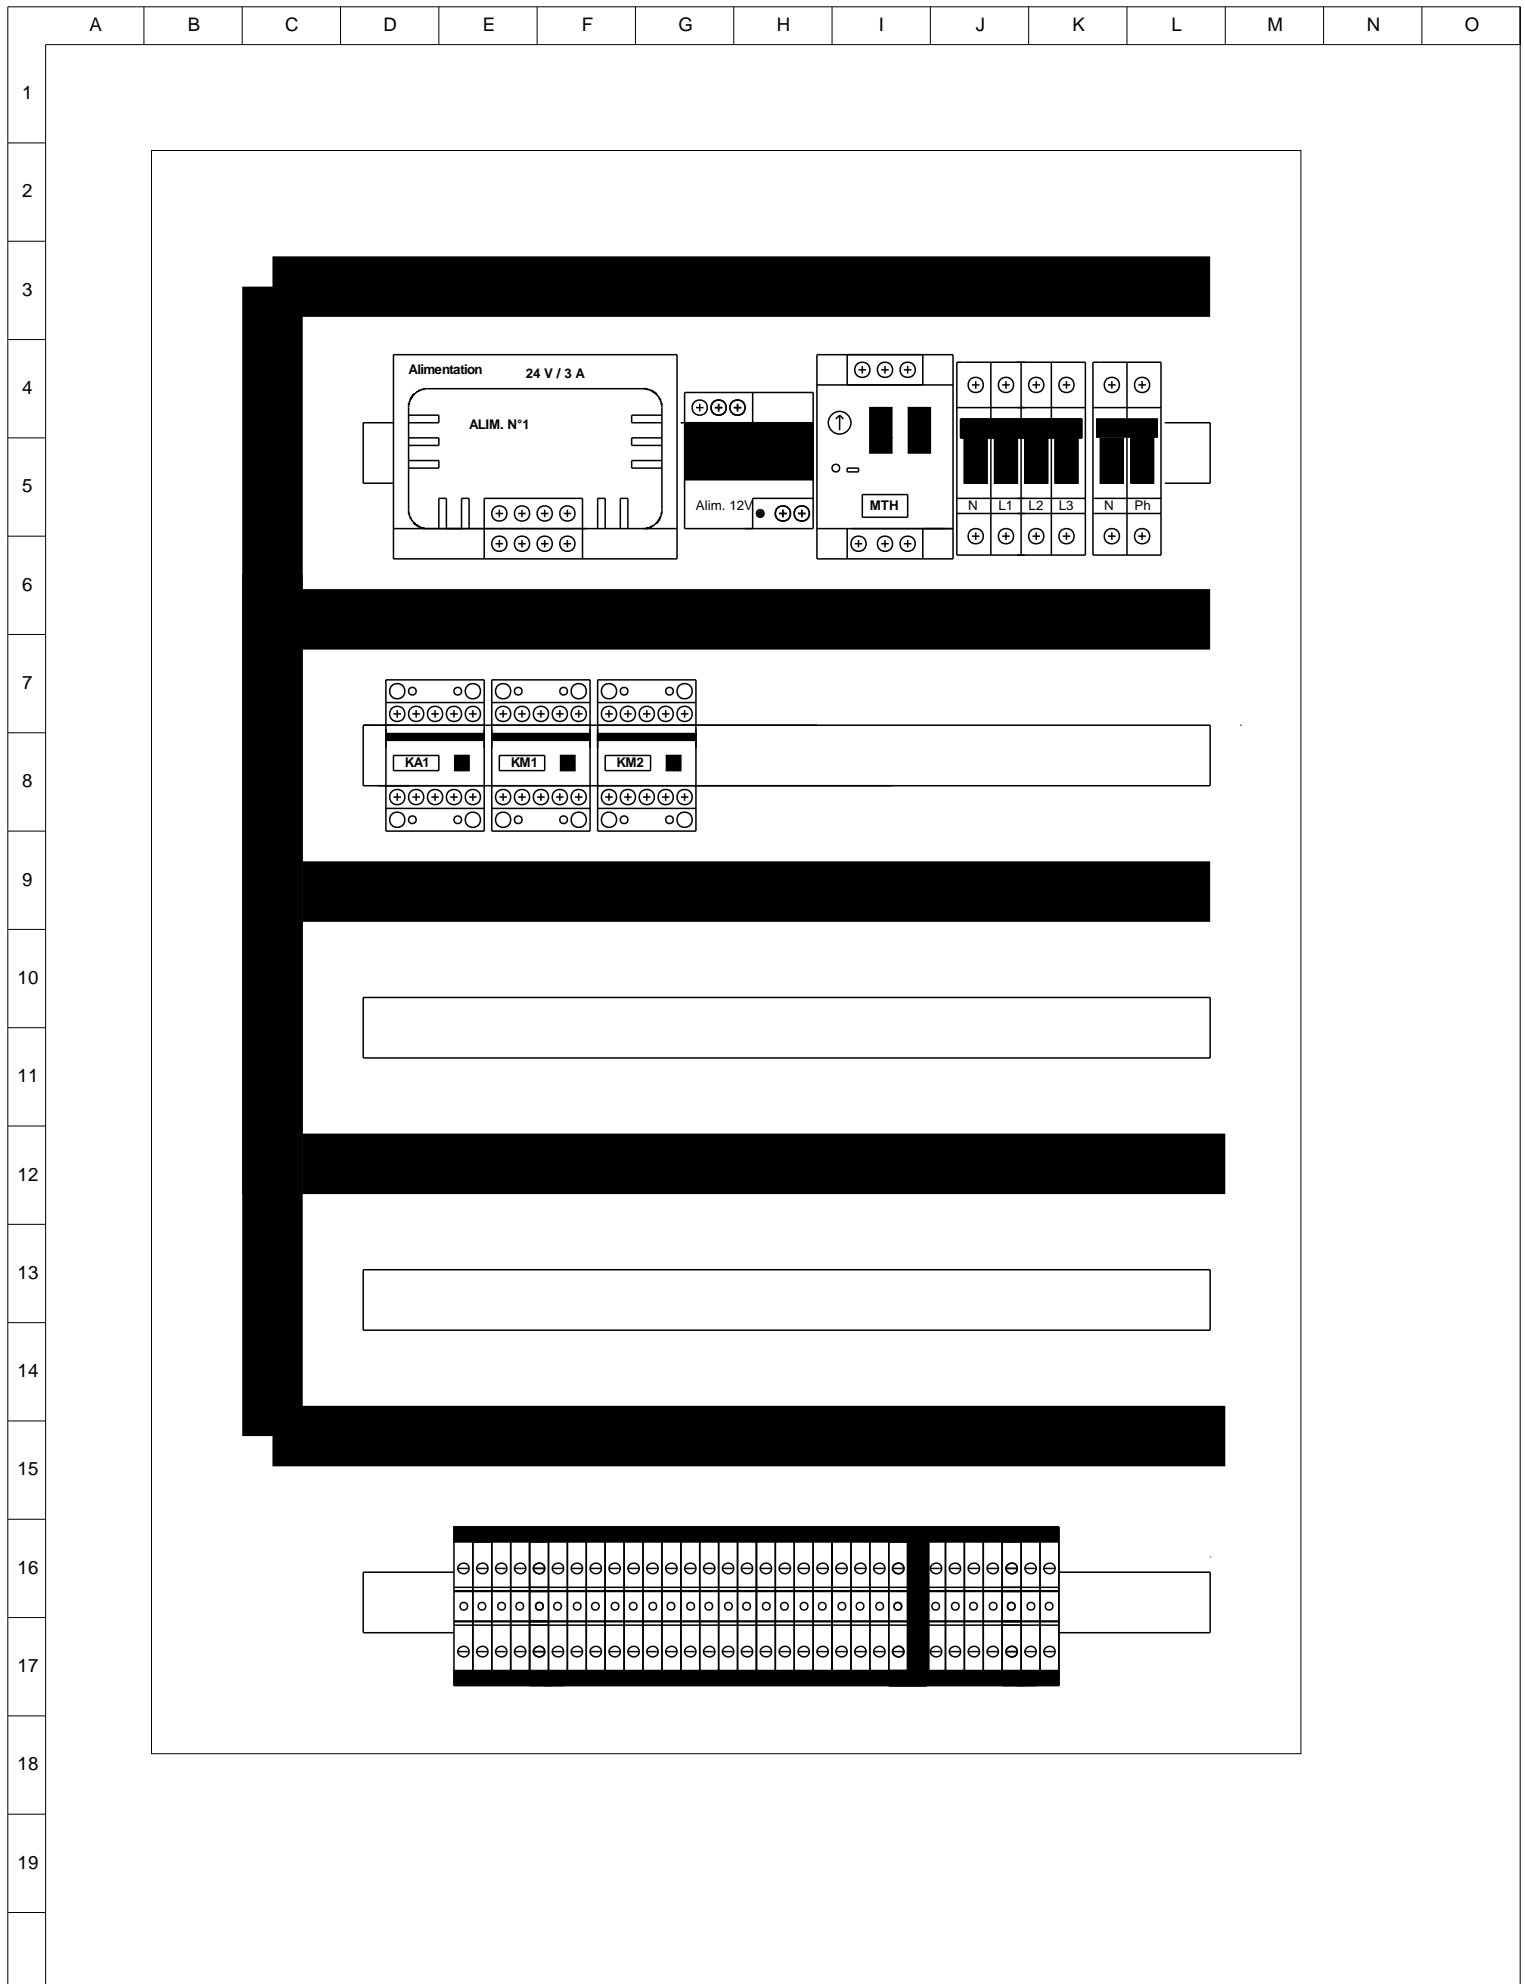 A B C D E F G H I J K L M N O
1
2
3
4
Alimentation 24 V / 3 A
ALIM. N°1
5
Alim. 12V
MTH
N L1 L2 L3 N Ph
6
7
8
KA1 KM1 KM2
9
10
11
12
13
14
15
16
17
18
19